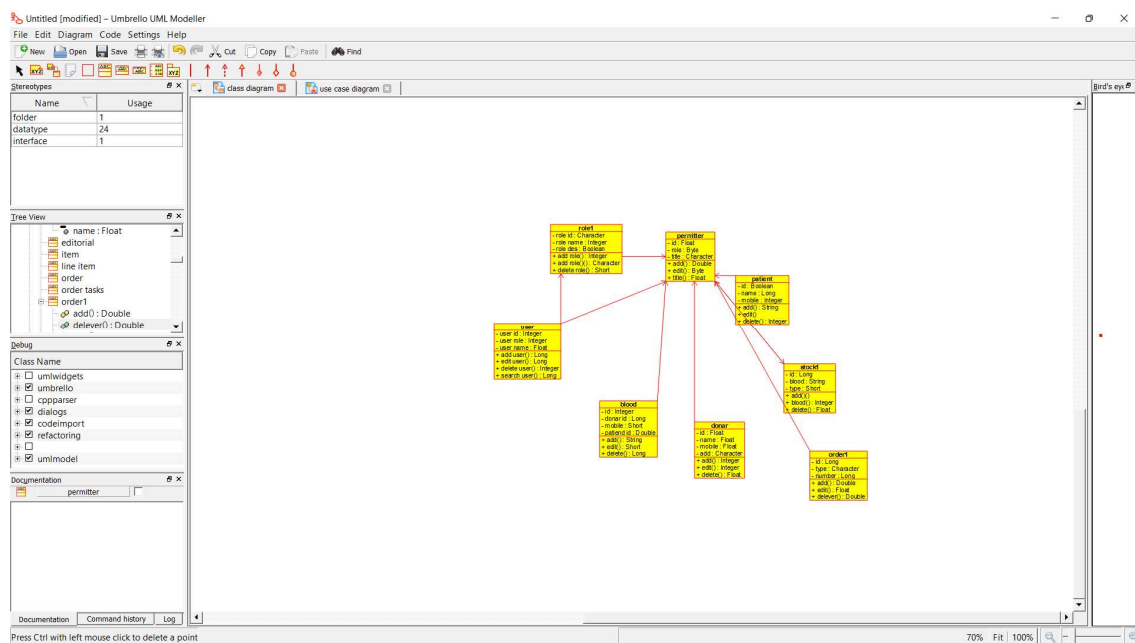 Untitled [modified] – Umbrello UML Modeller
File Edit Diagram Code Settings Help
New Open Save Cut Copy Paste Find
Stereotypes
class diagram
use case diagram
Bird's eye
Name Usage
folder 1
datatype 24
interface 1
Tree View
name : Float
editorial
item
line item
order
order tasks
order1
add() : Double
delever() : Double
Debug
Class Name
umlwidgets
umbrello
cppparser
dialogs
codeimport
refactoring
umlmodel
Documentation
permitter
role1
- role id : Character
- role name : Integer
- role des : Boolean
+ add role() : Integer
+ add role()() : Character
+ delete role() : Short
permitter
- id : Float
- role : Byte
- title : Character
+ add() : Double
+ edit() : Byte
+ title() : Float
patient
- id : Boolean
- name : Long
- mobile : Integer
+ add() : String
+ edit()
+ delete() : Integer
user
- user id : Integer
- user role : Integer
- user name : Float
+ add user() : Long
+ edit user() : Long
+ delete user() : Integer
+ search user() : Long
stock1
- id : Long
- blood : String
- type : Short
+ add()()
+ blood() : Integer
+ delete() : Float
blood
- id : Integer
- donar id : Long
- mobile : Short
- patiend id : Double
+ add() : String
+ edit() : Short
+ delete() : Long
donar
- id : Float
- name : Float
- mobile : Float
- add : Character
+ add() : Integer
+ edit() : Integer
+ delete() : Float
order1
- id : Long
- type : Character
- number : Long
+ add() : Double
+ edit() : Float
+ delever() : Double
Documentation Command history Log
Press Ctrl with left mouse click to delete a point
70% Fit 100%